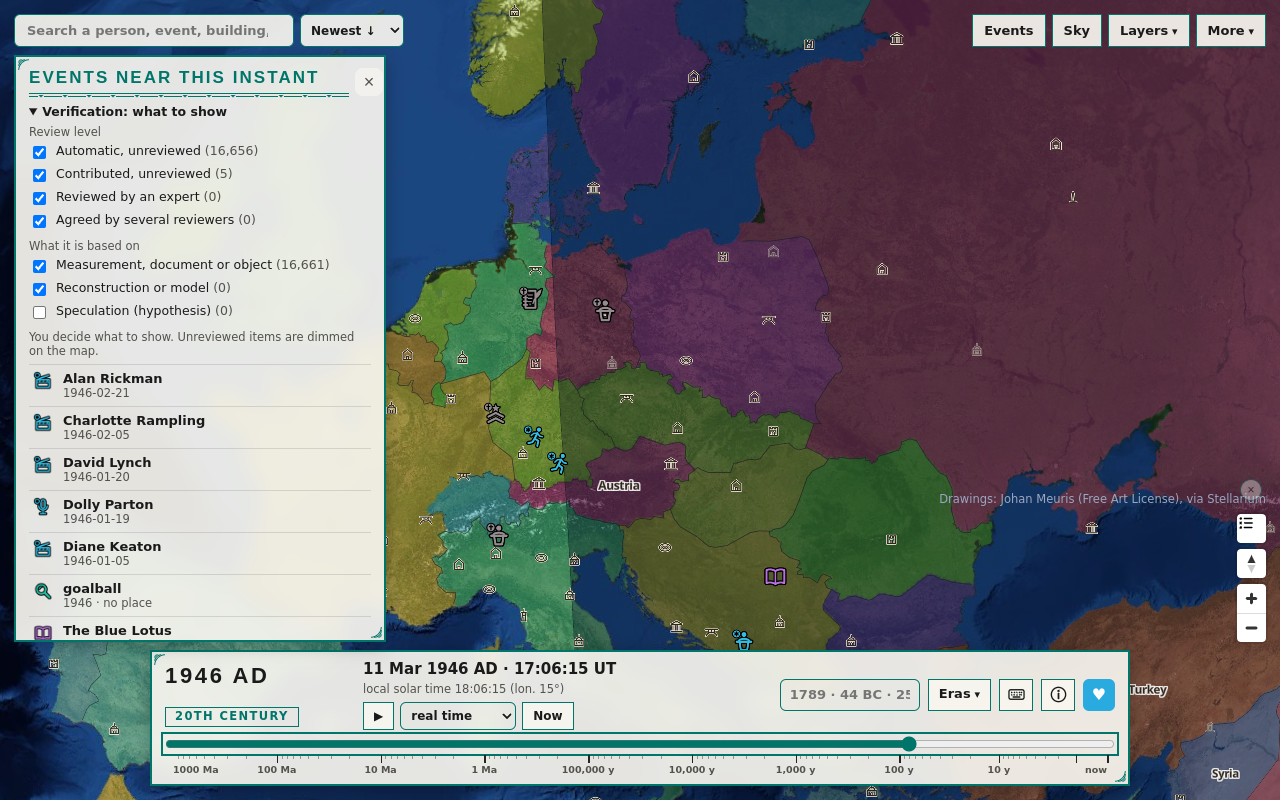 Search a person, event, building,
Newest ↓
Events
Sky
Layers ▾
More ▾
EVENTS NEAR THIS INSTANT
×
▼ Verification: what to show
Review level
Automatic, unreviewed (16,656)
Contributed, unreviewed (5)
Reviewed by an expert (0)
Agreed by several reviewers (0)
What it is based on
Measurement, document or object (16,661)
Reconstruction or model (0)
Speculation (hypothesis) (0)
You decide what to show. Unreviewed items are dimmed
on the map.
Alan Rickman
1946-02-21
Charlotte Rampling
1946-02-05
David Lynch
1946-01-20
Dolly Parton
1946-01-19
Diane Keaton
1946-01-05
goalball
1946 · no place
The Blue Lotus
Austria
Drawings: Johan Meuris (Free Art License), via Stellarium
×
+
−
Turkey
Syria
1946 AD
20TH CENTURY
11 Mar 1946 AD · 17:06:15 UT
local solar time 18:06:15 (lon. 15°)
▶
real time
Now
1789 · 44 BC · 25
Eras ▾
♥
1000 Ma
100 Ma
10 Ma
1 Ma
100,000 y
10,000 y
1,000 y
100 y
10 y
now